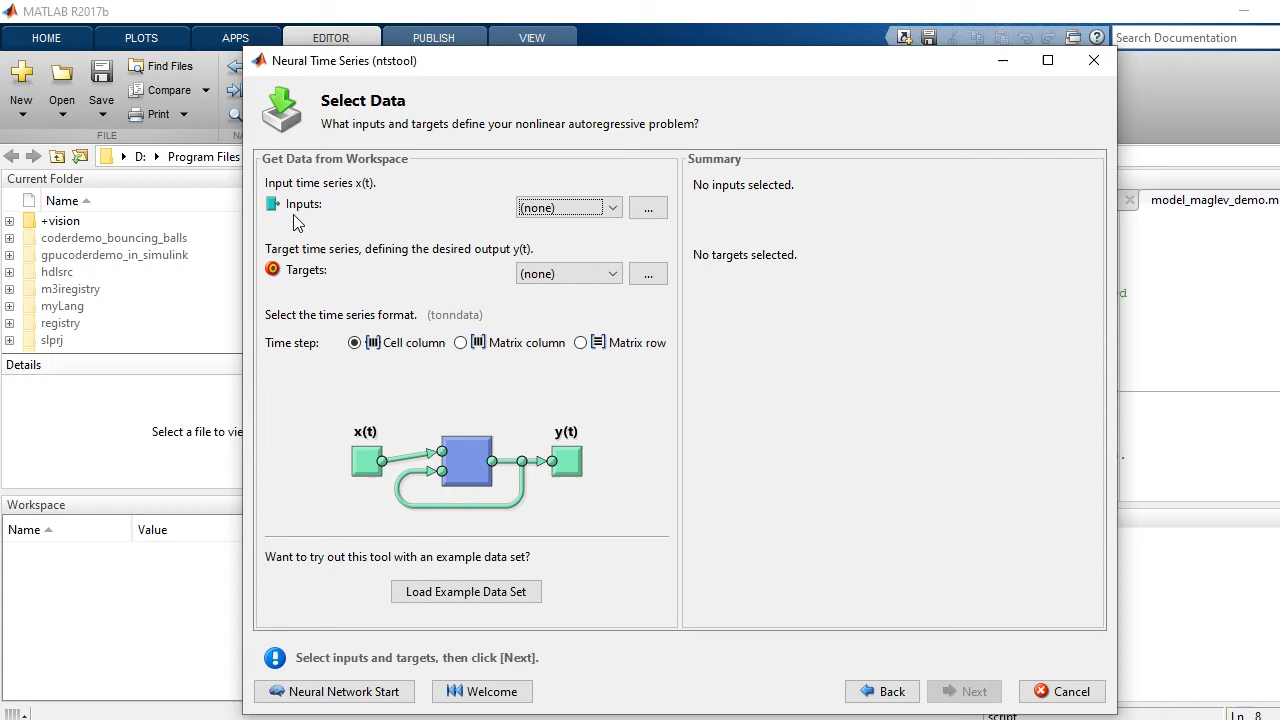 MATLAB R2017b
HOME
PLOTS
APPS
EDITOR
PUBLISH
VIEW
Search Documentation
New
Open
Save
Find Files
Compare
Print
FILE
NA
D:
Program Files
Current Folder
Name
+vision
coderdemo_bouncing_balls
gpucoderdemo_in_simulink
hdlsrc
m3iregistry
myLang
registry
slprj
Details
Select a file to vie
Workspace
Name
Value
Neural Time Series (ntstool)
Select Data
What inputs and targets define your nonlinear autoregressive problem?
Get Data from Workspace
Input time series x(t).
Inputs:
(none)
...
Target time series, defining the desired output y(t).
Targets:
(none)
...
Select the time series format. (tonndata)
Time step:
Cell column
Matrix column
Matrix row
x(t)
y(t)
Want to try out this tool with an example data set?
Load Example Data Set
Summary
No inputs selected.
No targets selected.
Select inputs and targets, then click [Next].
Neural Network Start
Welcome
Back
Next
Cancel
model_maglev_demo.m
script
Ln 8